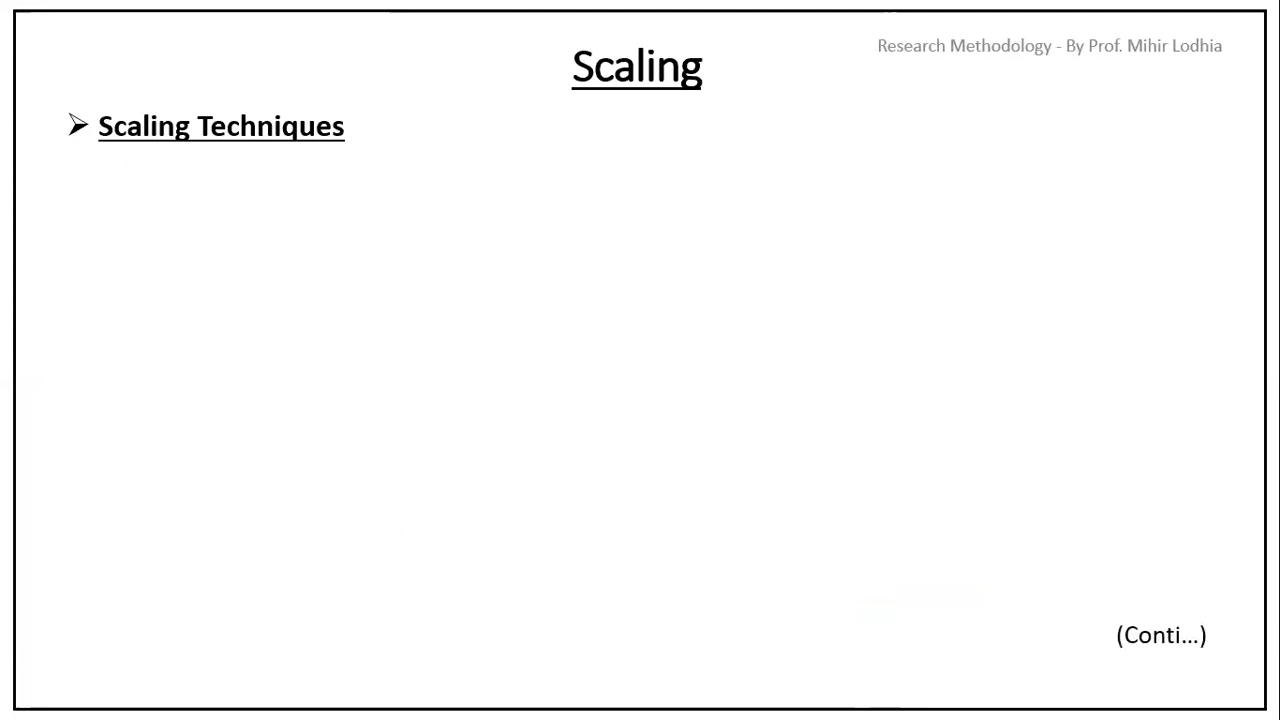 Research Methodology - By Prof. Mihir Lodhia
Scaling
➢ Scaling Techniques
(Conti...)